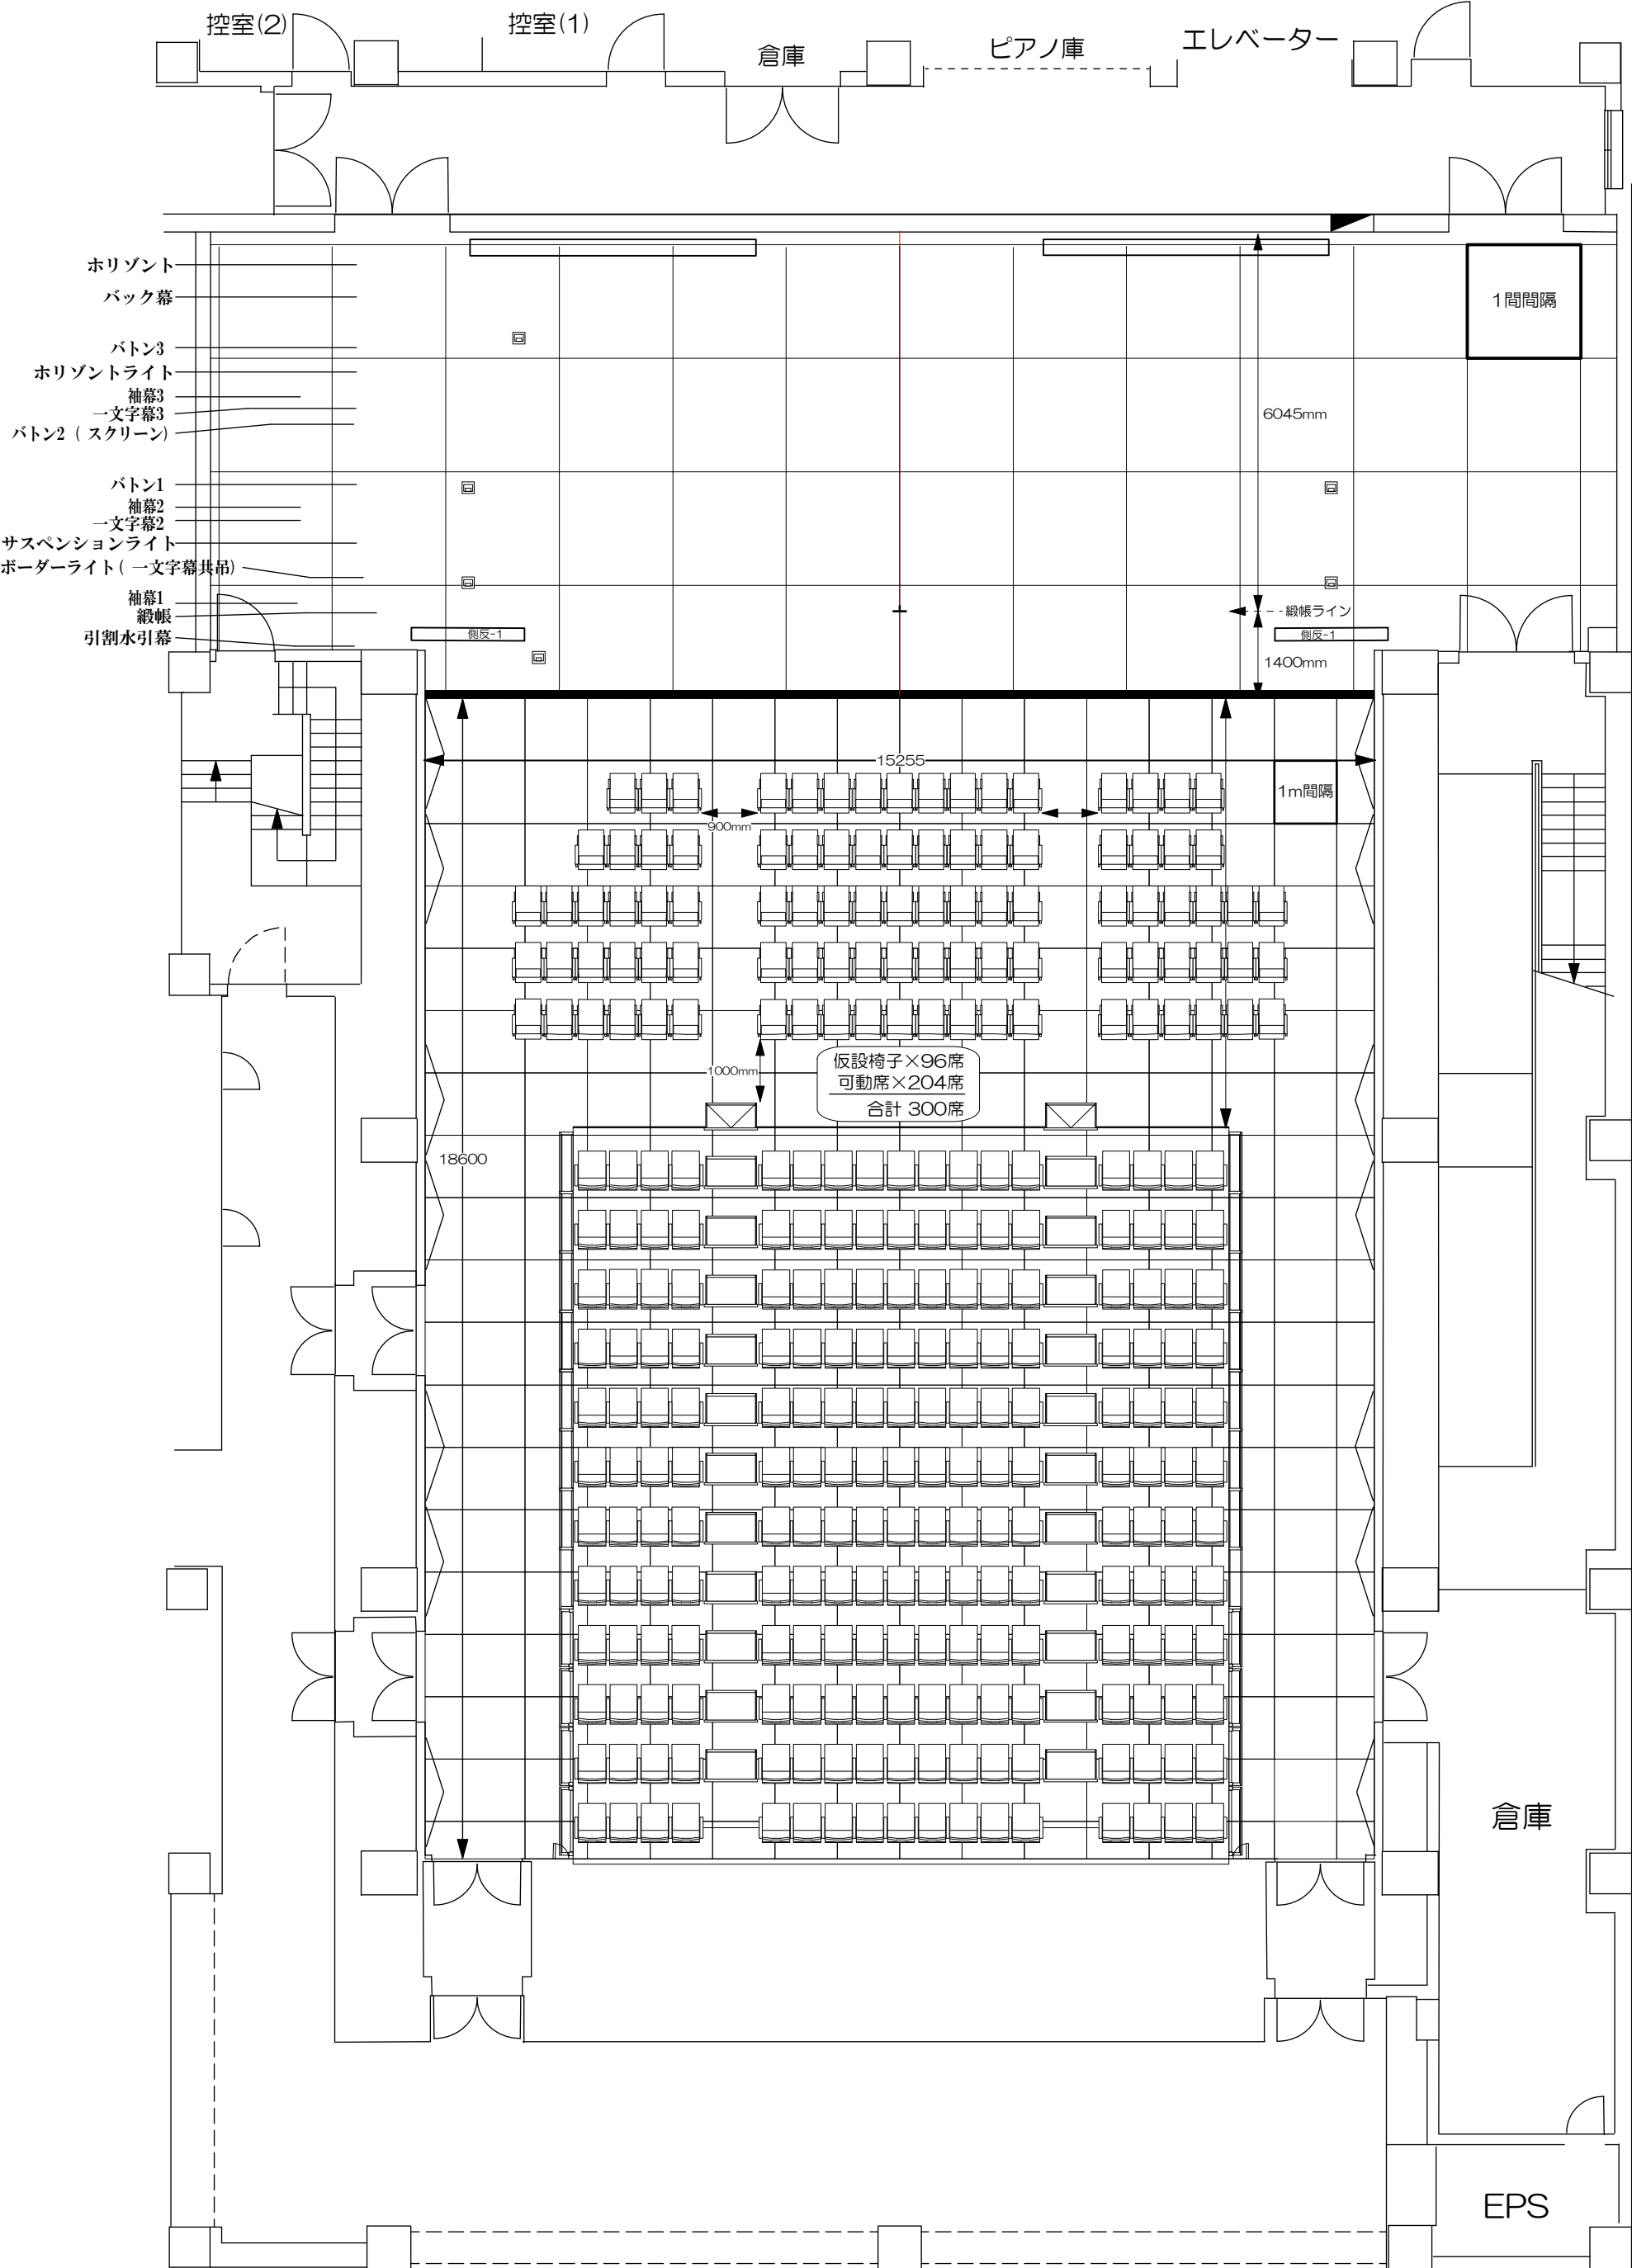 控室(2)
控室(1)
倉庫
ピアノ庫
エレベーター
ホリゾント
バック幕
バトン3
ホリゾントライト
袖幕3
一文字幕3
バトン2 ( スクリーン)
バトン1
袖幕2
一文字幕2
サスペンションライト
ボーダーライト ( 一文字幕共吊)
袖幕1
緞帳
引割水引幕
1間間隔
6045mm
緞帳ライン
側反-1
側反-1
1400mm
15255
1m間隔
900mm
1000mm
仮設椅子×96席
可動席×204席
合計 300席
18600
倉庫
EPS